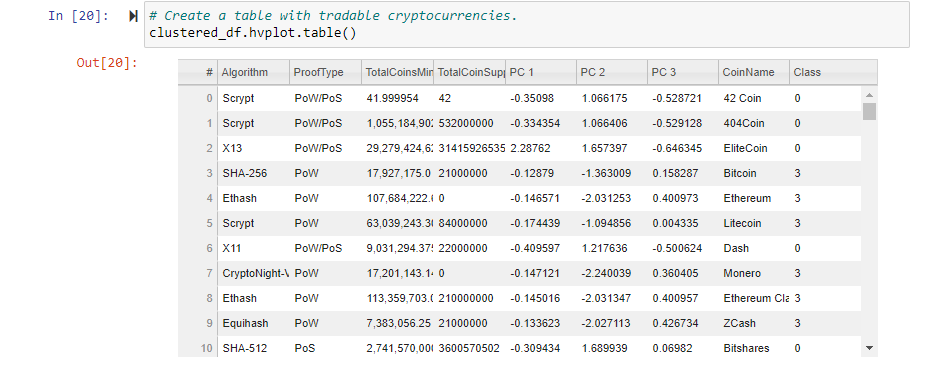 In [20]: # Create a table with tradable cryptocurrencies.
clustered_df.hvplot.table()
Out[20]:
# Algorithm ProofType TotalCoinsMin TotalCoinSupp PC 1 PC 2 PC 3 CoinName Class
0 Scrypt PoW/PoS 41.999954 42 -0.35098 1.066175 -0.528721 42 Coin 0
1 Scrypt PoW/PoS 1,055,184,902 532000000 -0.334354 1.066406 -0.529128 404Coin 0
2 X13 PoW/PoS 29,279,424,62 31415926535 2.28762 1.657397 -0.646345 EliteCoin 0
3 SHA-256 PoW 17,927,175.0 21000000 -0.12879 -1.363009 0.158287 Bitcoin 3
4 Ethash PoW 107,684,222.0 0 -0.146571 -2.031253 0.400973 Ethereum 3
5 Scrypt PoW 63,039,243.30 84000000 -0.174439 -1.094856 0.004335 Litecoin 3
6 X11 PoW/PoS 9,031,294.375 22000000 -0.409597 1.217636 -0.500624 Dash 0
7 CryptoNight-V PoW 17,201,143.14 0 -0.147121 -2.240039 0.360405 Monero 3
8 Ethash PoW 113,359,703.0 210000000 -0.145016 -2.031347 0.400957 Ethereum Cla 3
9 Equihash PoW 7,383,056.25 21000000 -0.133623 -2.027113 0.426734 ZCash 3
10 SHA-512 PoS 2,741,570,000 3600570502 -0.309434 1.689939 0.06982 Bitshares 0